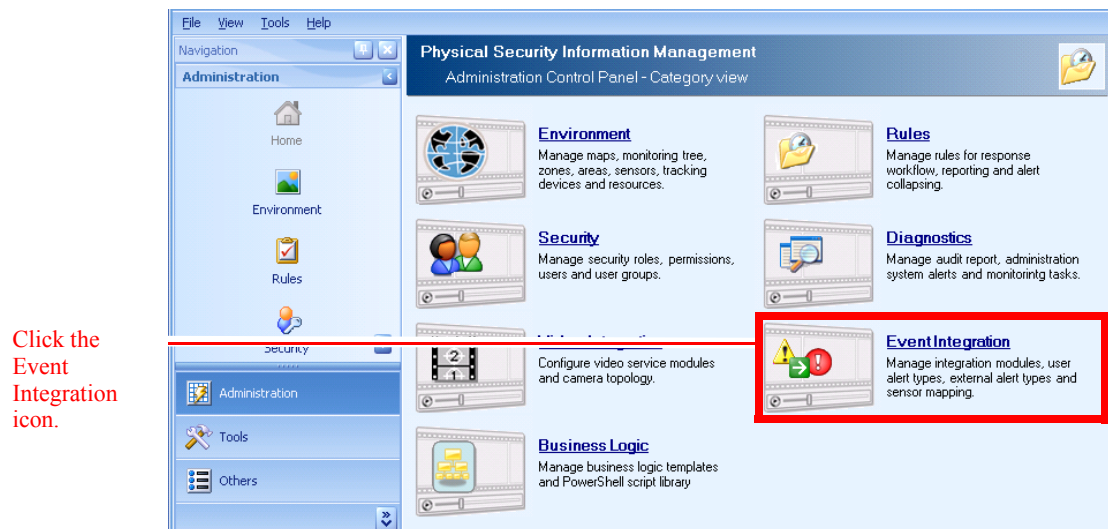 File View Tools Help
Navigation
Administration
Home
Environment
Rules
Security
Administration
Tools
Others
Physical Security Information Management
Administration Control Panel - Category view
Environment
Manage maps, monitoring tree,
zones, areas, sensors, tracking
devices and resources.
Rules
Manage rules for response
workflow, reporting and alert
collapsing.
Security
Manage security roles, permissions,
users and user groups.
Diagnostics
Manage audit report, administration
system alerts and monitoring tasks.
Configure video service modules
and camera topology.
2
1
Event Integration
Manage integration modules, user
alert types, external alert types and
sensor mapping.
Business Logic
Manage business logic templates
and PowerShell script library
Click the
Event
Integration
icon.